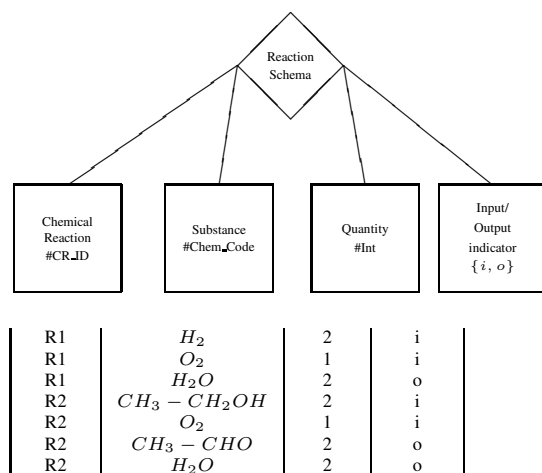 Reaction
Schema
Chemical
Reaction
#CR_ID
Substance
#Chem_Code
Quantity
#Int
Input/
Output
indicator
{i, o}
R1 H₂ 2 i
R1 O₂ 1 i
R1 H₂O 2 o
R2 CH₃ − CH₂OH 2 i
R2 O₂ 1 i
R2 CH₃ − CHO 2 o
R2 H₂O 2 o